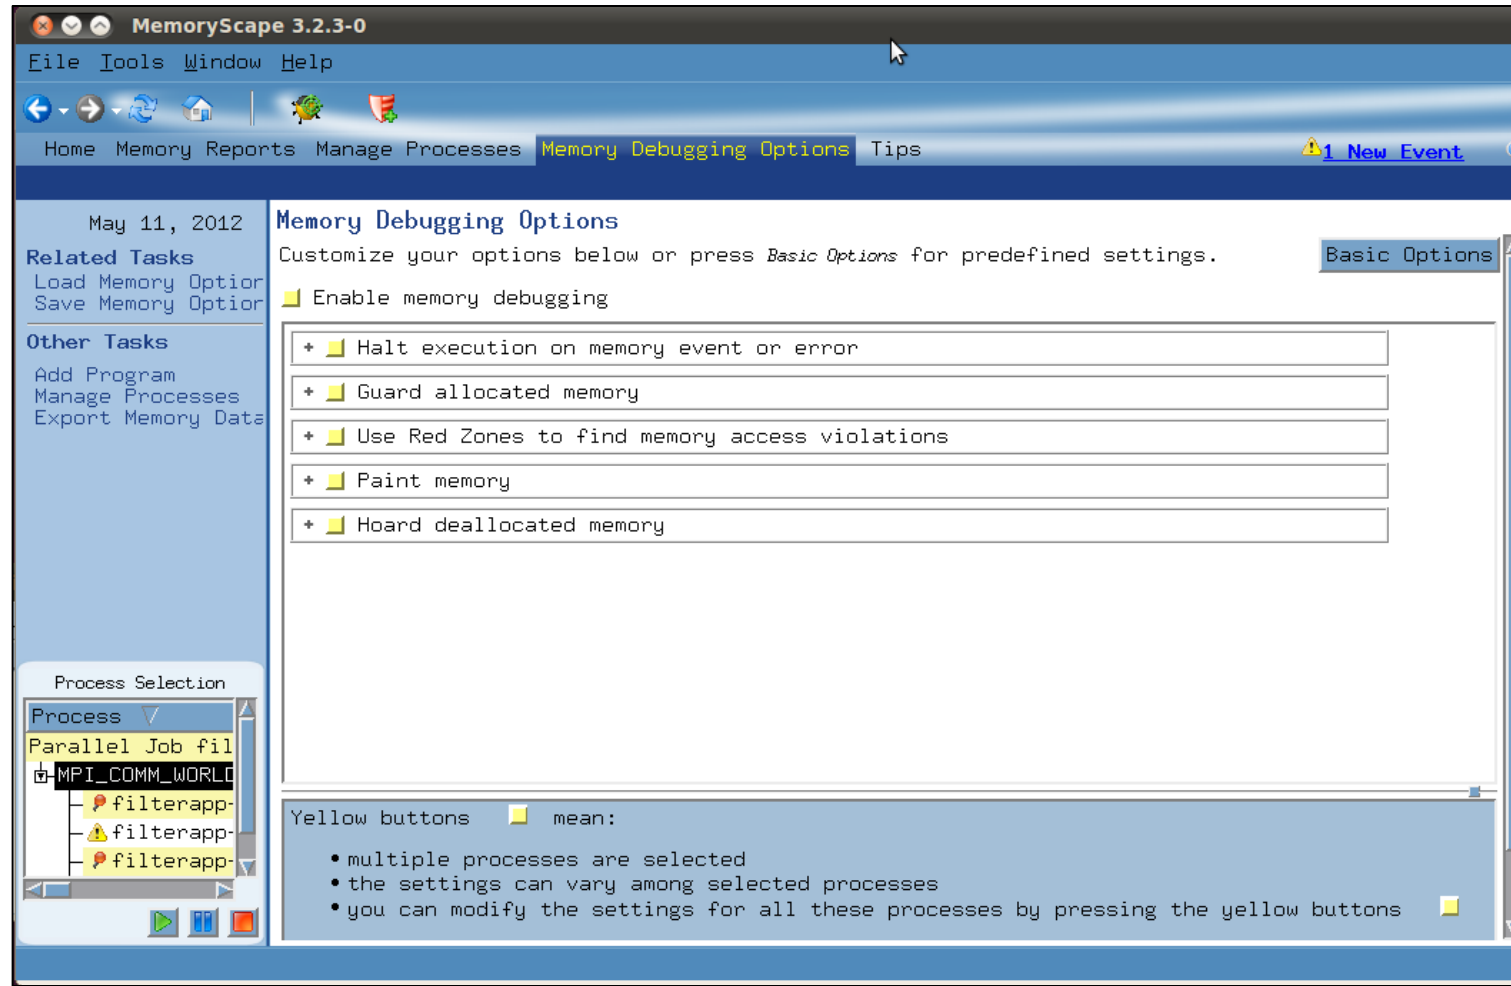 MemoryScape 3.2.3-0
File Tools Window Help
Home Memory Reports Manage Processes Memory Debugging Options Tips 1 New Event
May 11, 2012
Related Tasks
Load Memory Option
Save Memory Option
Other Tasks
Add Program
Manage Processes
Export Memory Data
Memory Debugging Options
Customize your options below or press Basic Options for predefined settings.
Basic Options
Enable memory debugging
+ Halt execution on memory event or error
+ Guard allocated memory
+ Use Red Zones to find memory access violations
+ Paint memory
+ Hoard deallocated memory
Process Selection
Process
Parallel Job fil
MPI_COMM_WORLD
filterapp-
filterapp-
filterapp-
Yellow buttons mean:
• multiple processes are selected
• the settings can vary among selected processes
• you can modify the settings for all these processes by pressing the yellow buttons